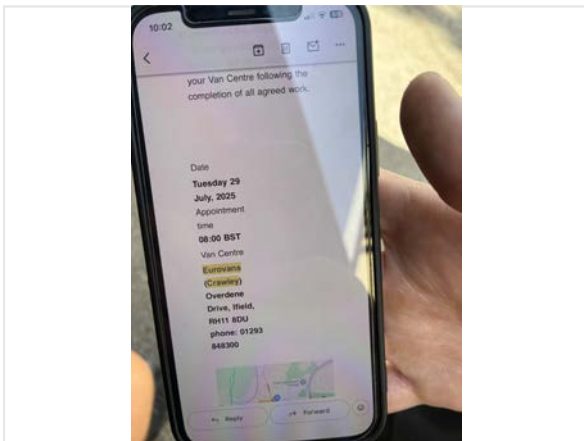 10:02
your Van Centre following the
completion of all agreed work.
Date
Tuesday 29
July, 2025
Appointment
time
08:00 BST
Van Centre
Eurovans
(Crawley)
Overdene
Drive, Ifield,
RH11 8DU
phone: 01293
848300
Reply
Forward